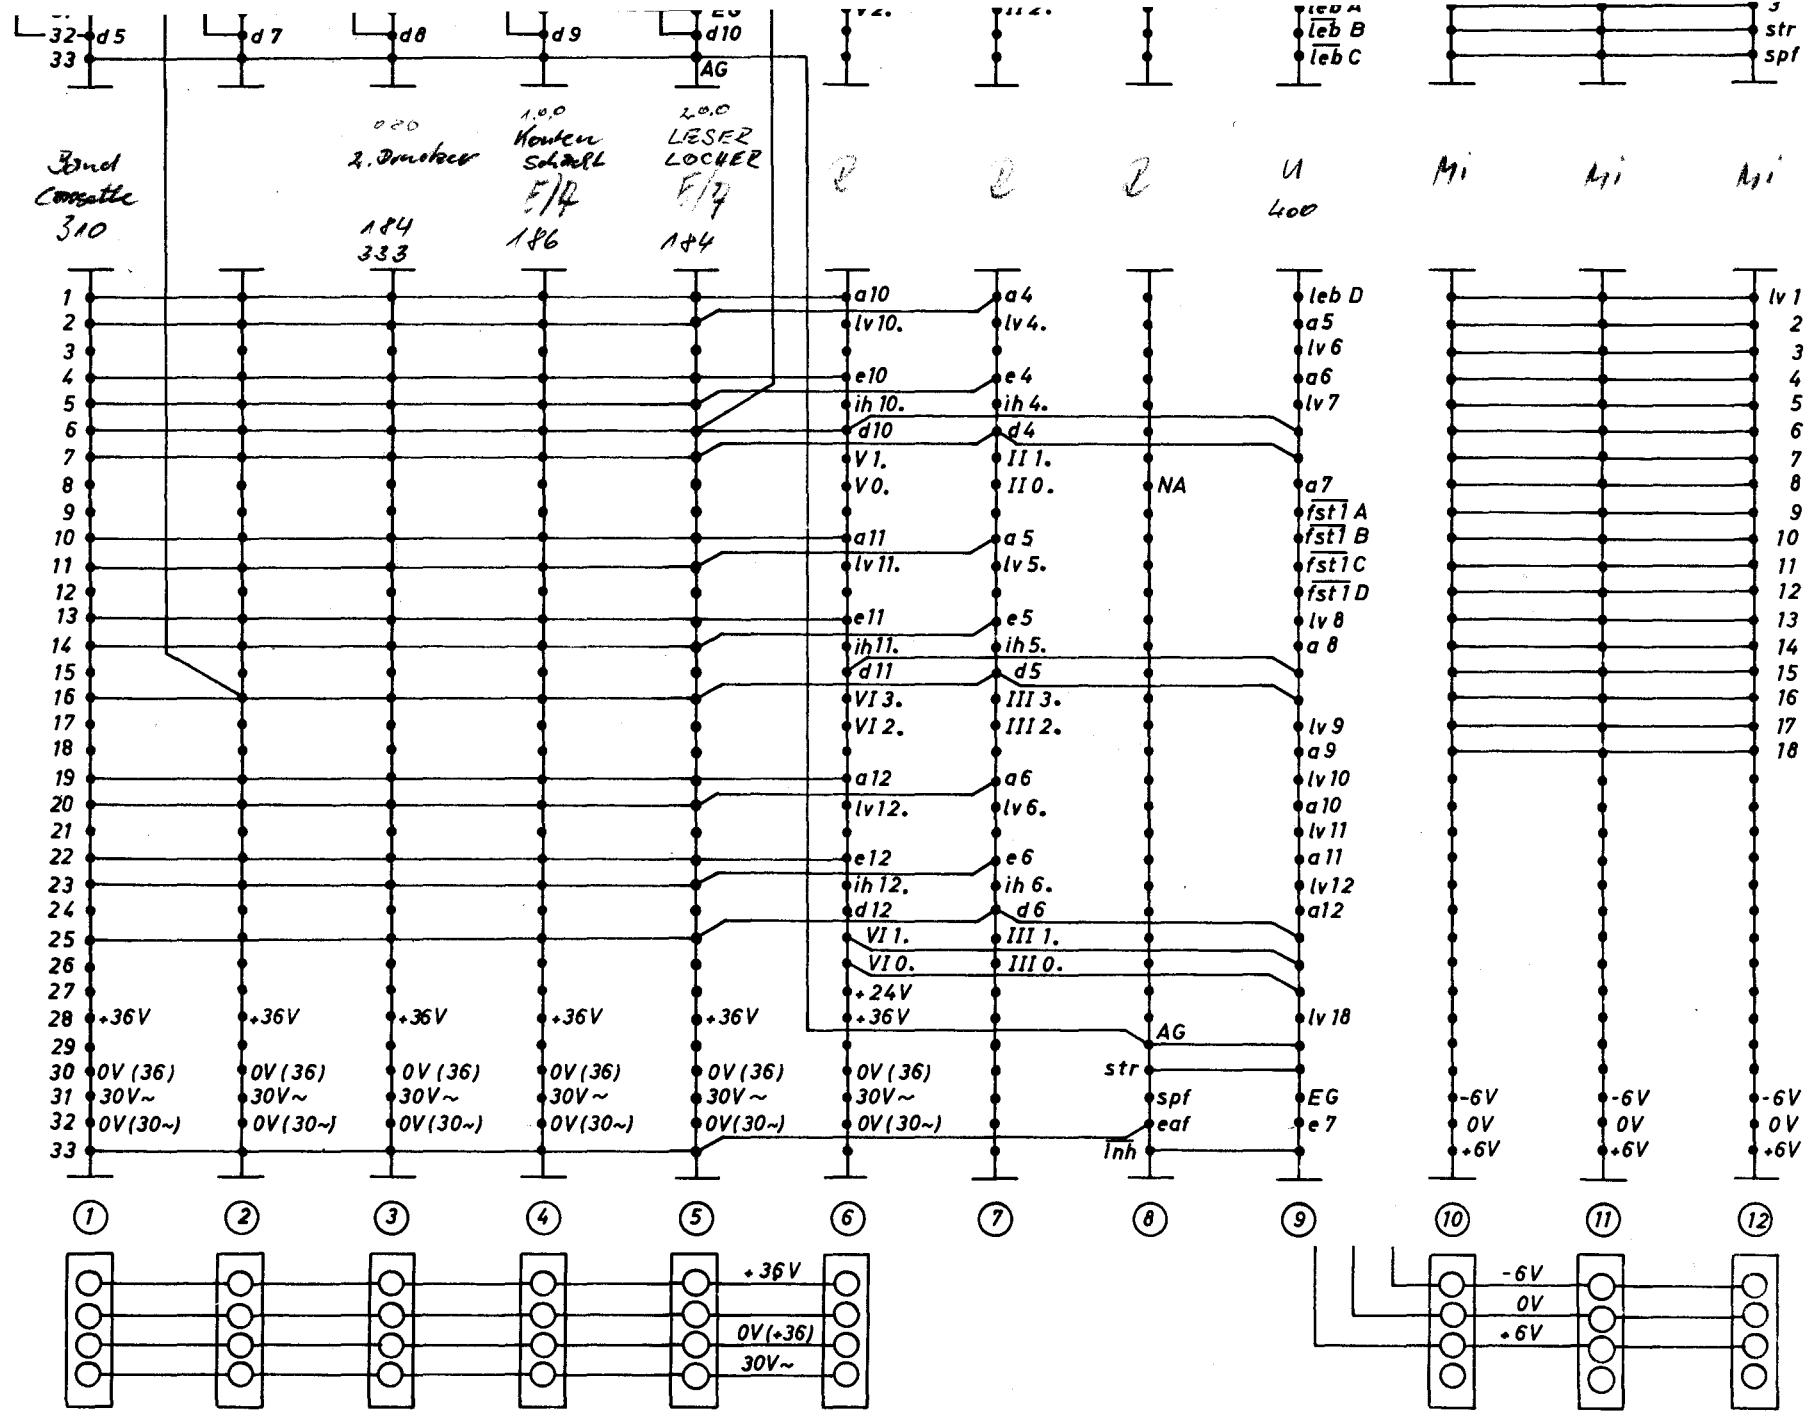 32 d5 d7 d8 d9 d10 leb B str
33 AG leb C spf
1.0.0 2.0.0
080
Konten LESER
2. Drucker Schacht LOCHER
Band
Cassette E/A E/A U Mi Mi Mi
310 400
184 186 184
333
1 a10 a4 leb D lv 1
2 lv10. lv4. a5 2
3 lv6 3
4 e10 e4 a6 4
5 ih10. ih4. lv7 5
6 d10 d4 6
7 V1. II 1. 7
8 V0. II 0. NA a7 8
9 fst1 A 9
10 a11 a5 fst1 B 10
11 lv11. lv5. fst1 C 11
12 fst1 D 12
13 e11 e5 lv8 13
14 ih11. ih5. a8 14
15 d11 d5 15
16 VI 3. III 3. 16
17 VI 2. III 2. lv9 17
18 a9 18
19 a12 a6 lv10
20 lv12. lv6. a10
21 lv11
22 e12 e6 a11
23 ih12. ih6. lv12
24 d12 d6 a12
25 VI 1. III 1.
26 VI 0. III 0.
27 +24V
28 +36V +36V +36V +36V +36V +36V lv18
29 AG
30 0V(36) 0V(36) 0V(36) 0V(36) 0V(36) 0V(36) str
31 30V~ 30V~ 30V~ 30V~ 30V~ 30V~ spf EG -6V -6V -6V
32 0V(30~) 0V(30~) 0V(30~) 0V(30~) 0V(30~) 0V(30~) eaf e7 0V 0V 0V
33 Inh +6V +6V +6V
1 2 3 4 5 6 7 8 9 10 11 12
+36V -6V
0V
0V(+36) +6V
30V~